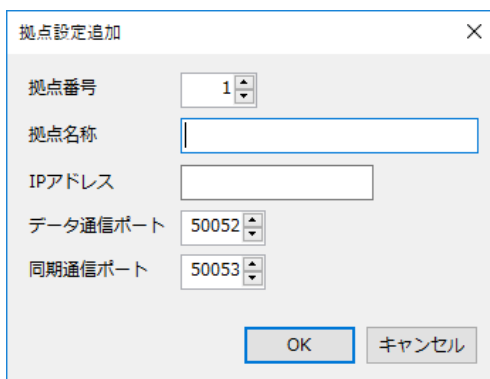 拠点設定追加
拠点番号 1
拠点名称
IPアドレス
データ通信ポート 50052
同期通信ポート 50053
OK キャンセル